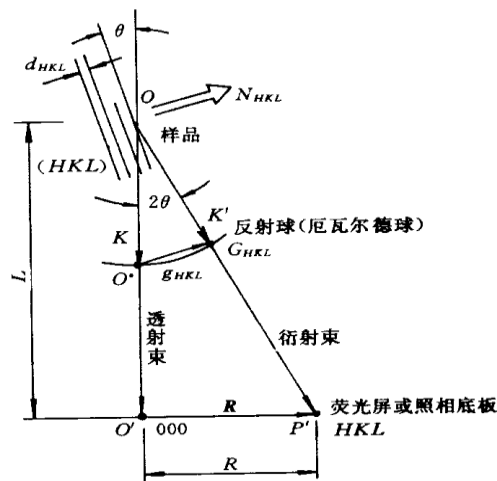 θ
d_HKL
O
N_HKL
样品
(HKL)
2θ
K
K'
反射球(厄瓦尔德球)
G_HKL
O*
g_HKL
L
透射束
衍射束
R
荧光屏或照相底板
O' 000
P'
HKL
R